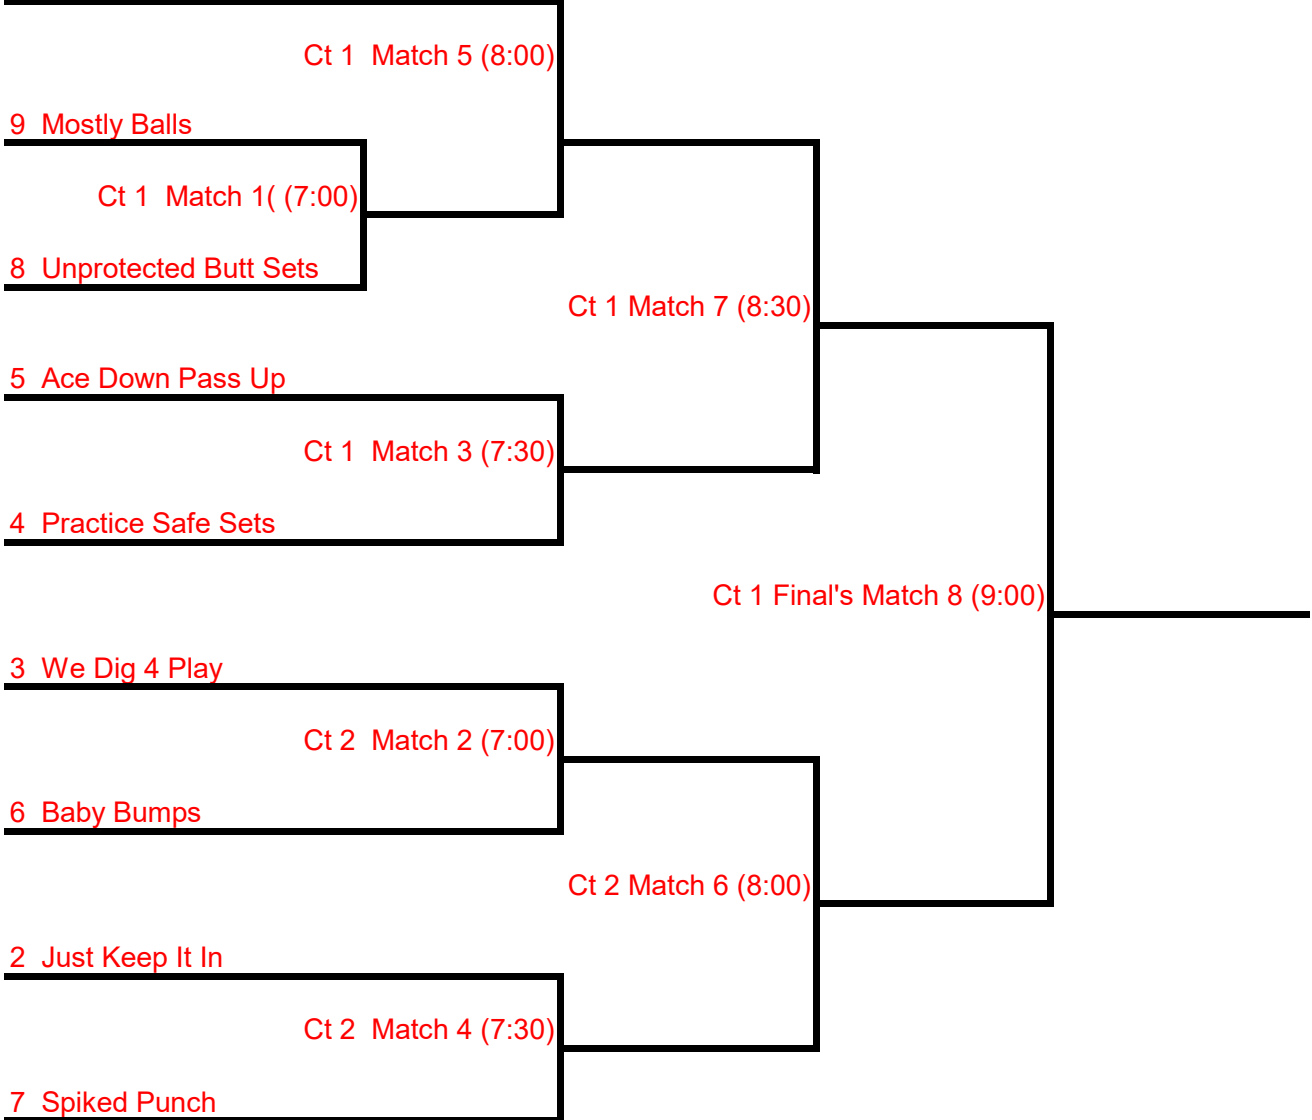 Ct 1  Match 5 (8:00)
9  Mostly Balls
Ct 1  Match 1( (7:00)
8  Unprotected Butt Sets
Ct 1 Match 7 (8:30)
5  Ace Down Pass Up
Ct 1  Match 3 (7:30)
4  Practice Safe Sets
Ct 1 Final's Match 8 (9:00)
3  We Dig 4 Play
Ct 2  Match 2 (7:00)
6  Baby Bumps
Ct 2 Match 6 (8:00)
2  Just Keep It In
Ct 2  Match 4 (7:30)
7  Spiked Punch